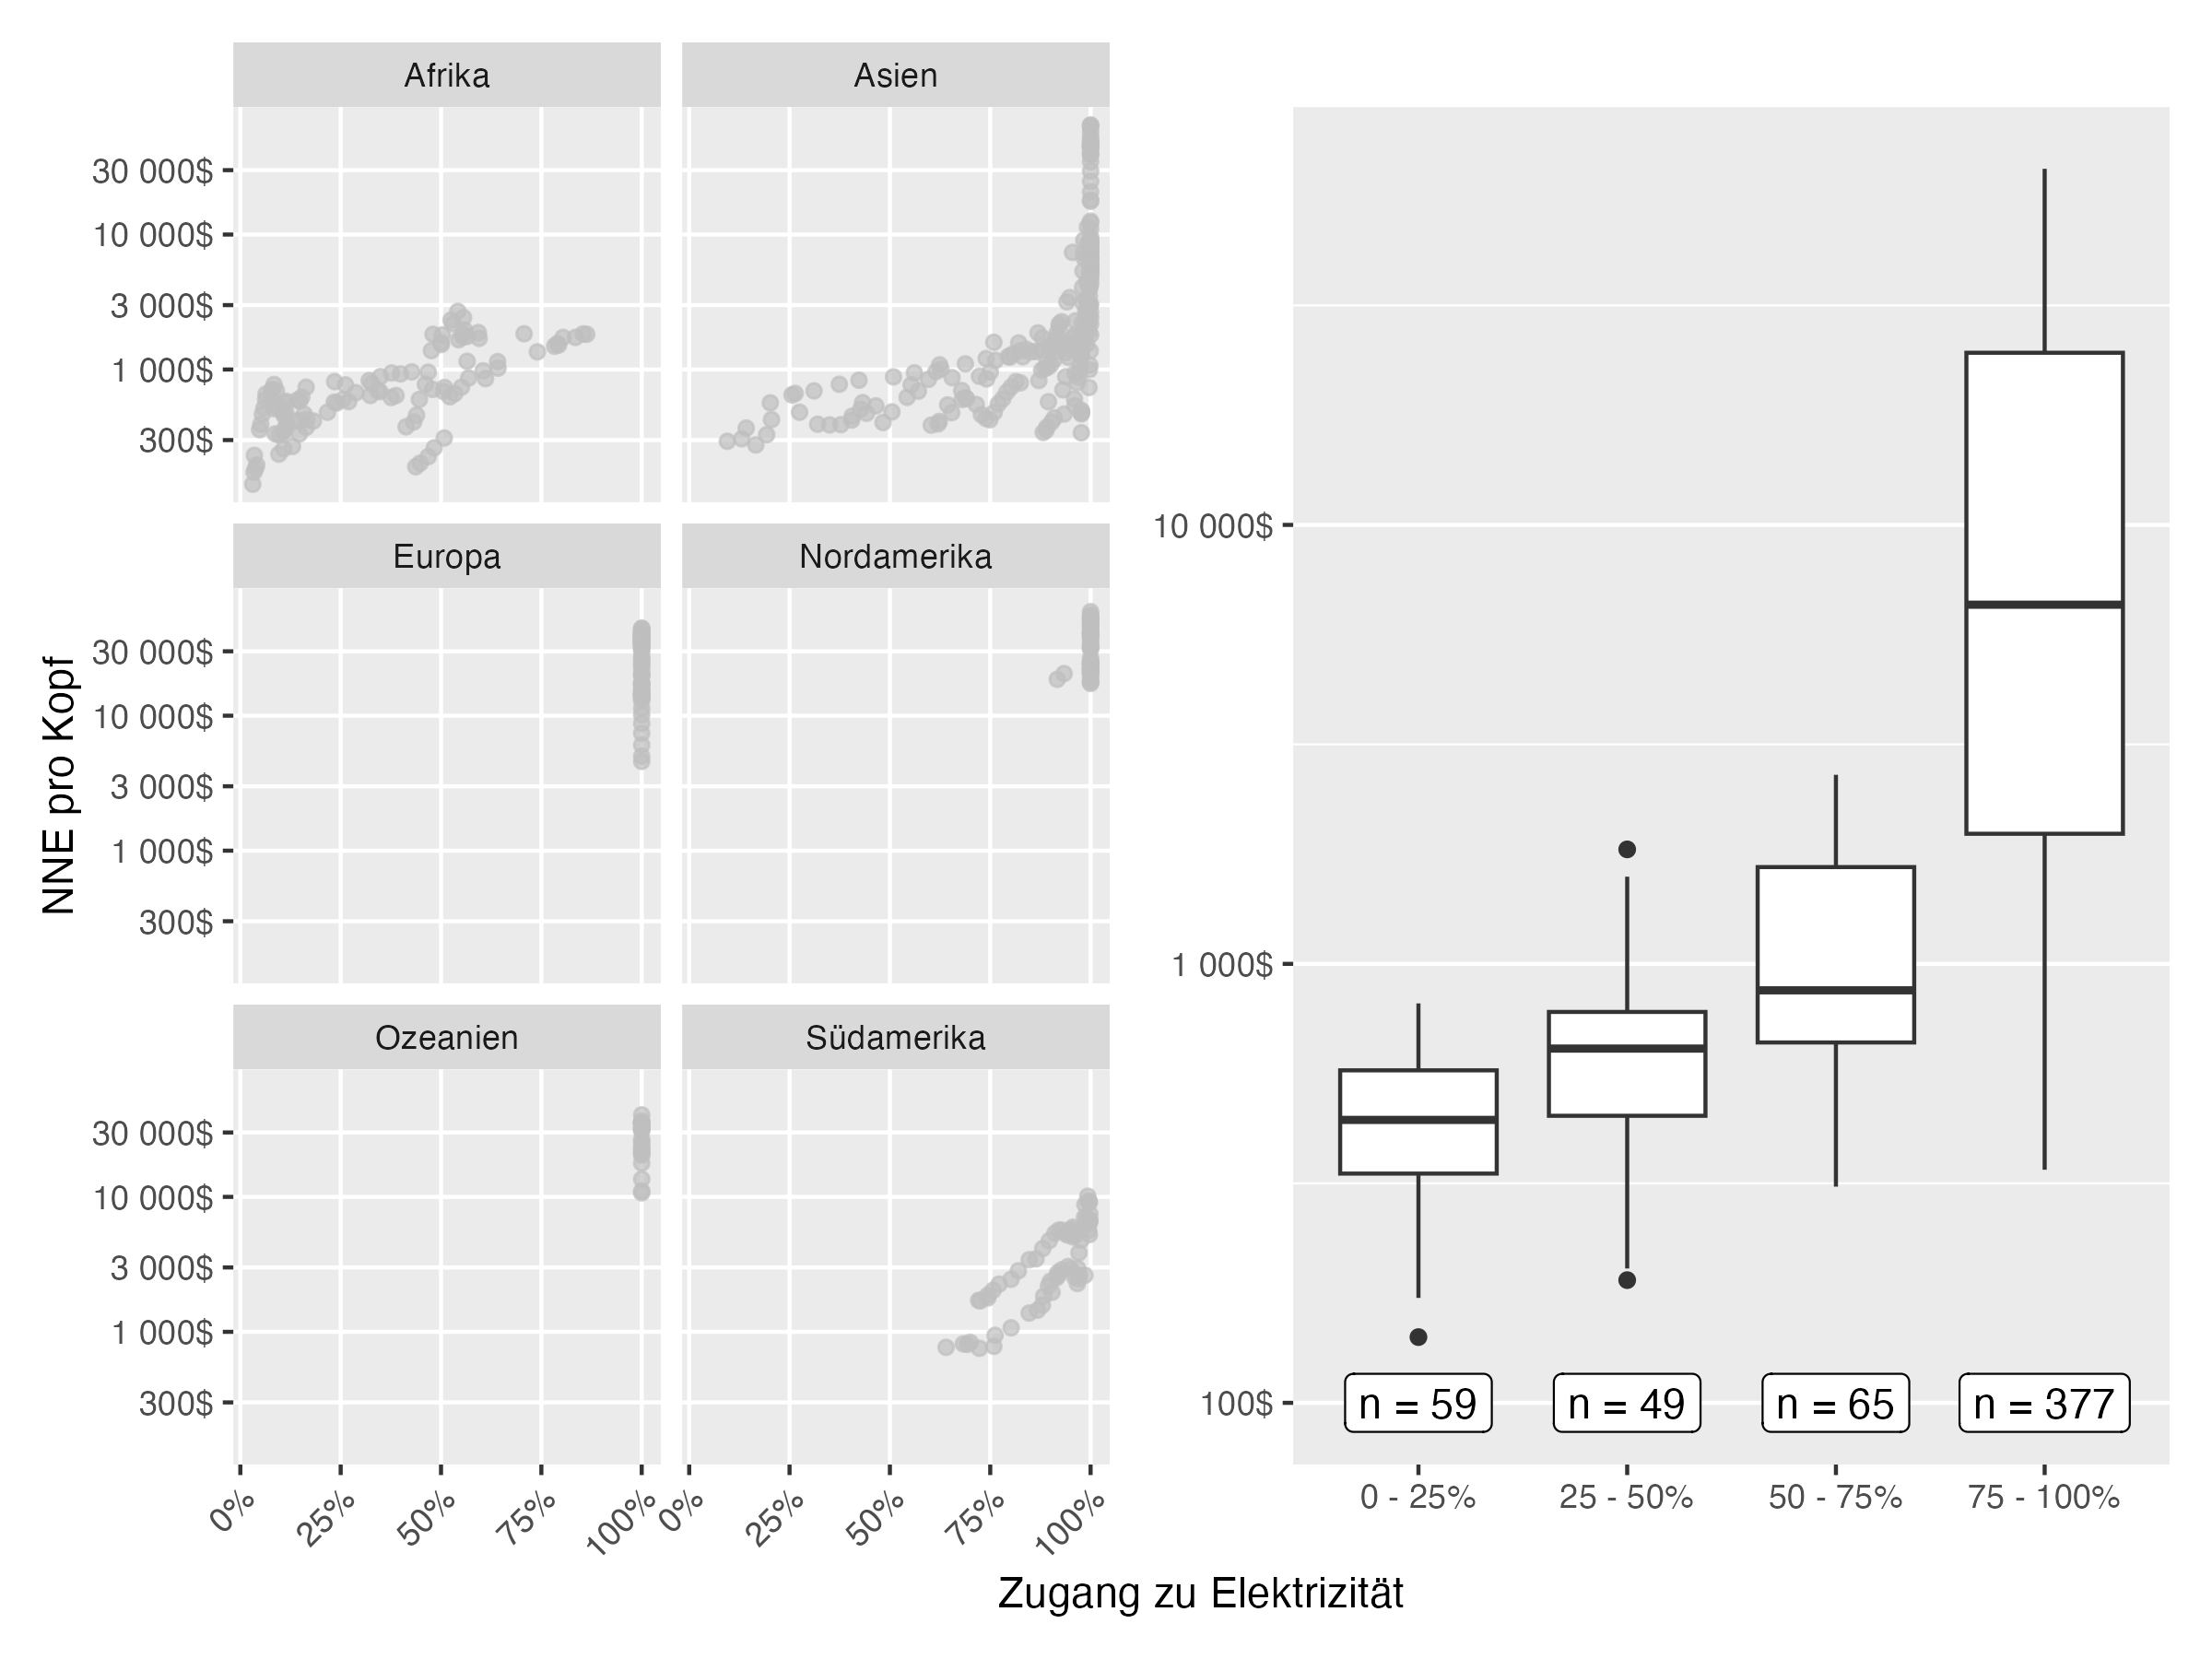 Afrika
Asien
30 000$
10 000$
3 000$
1 000$
300$
Europa
Nordamerika
30 000$
10 000$
3 000$
1 000$
300$
Ozeanien
Südamerika
30 000$
10 000$
3 000$
1 000$
300$
0%
25%
50%
75%
100%
0%
25%
50%
75%
100%
NNE pro Kopf
10 000$
1 000$
100$
n = 59
n = 49
n = 65
n = 377
0 - 25%
25 - 50%
50 - 75%
75 - 100%
Zugang zu Elektrizität